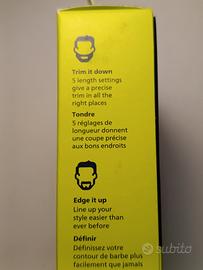 Trim it down
5 length settings
give a precise
trim in all the
right places
Tondre
5 réglages de
longueur donnent
une coupe précise
aux bons endroits
Edge it up
Line up your
style easier than
ever before
Définir
Définissez votre
contour de barbe plus
facilement que jamais
subito